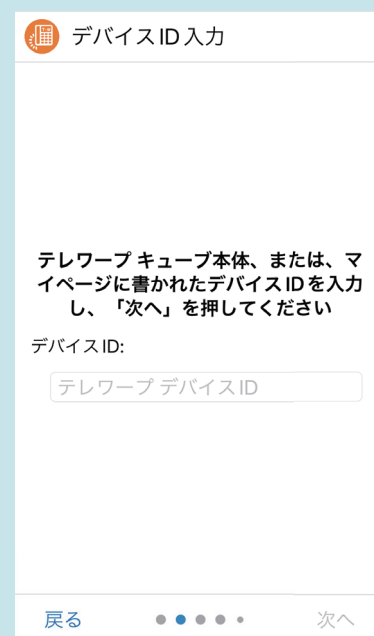 デバイスID入力
テレワープ キューブ本体、または、マ
イページに書かれたデバイスIDを入力
し、「次へ」を押してください
デバイスID:
テレワープ デバイスID
戻る
次へ